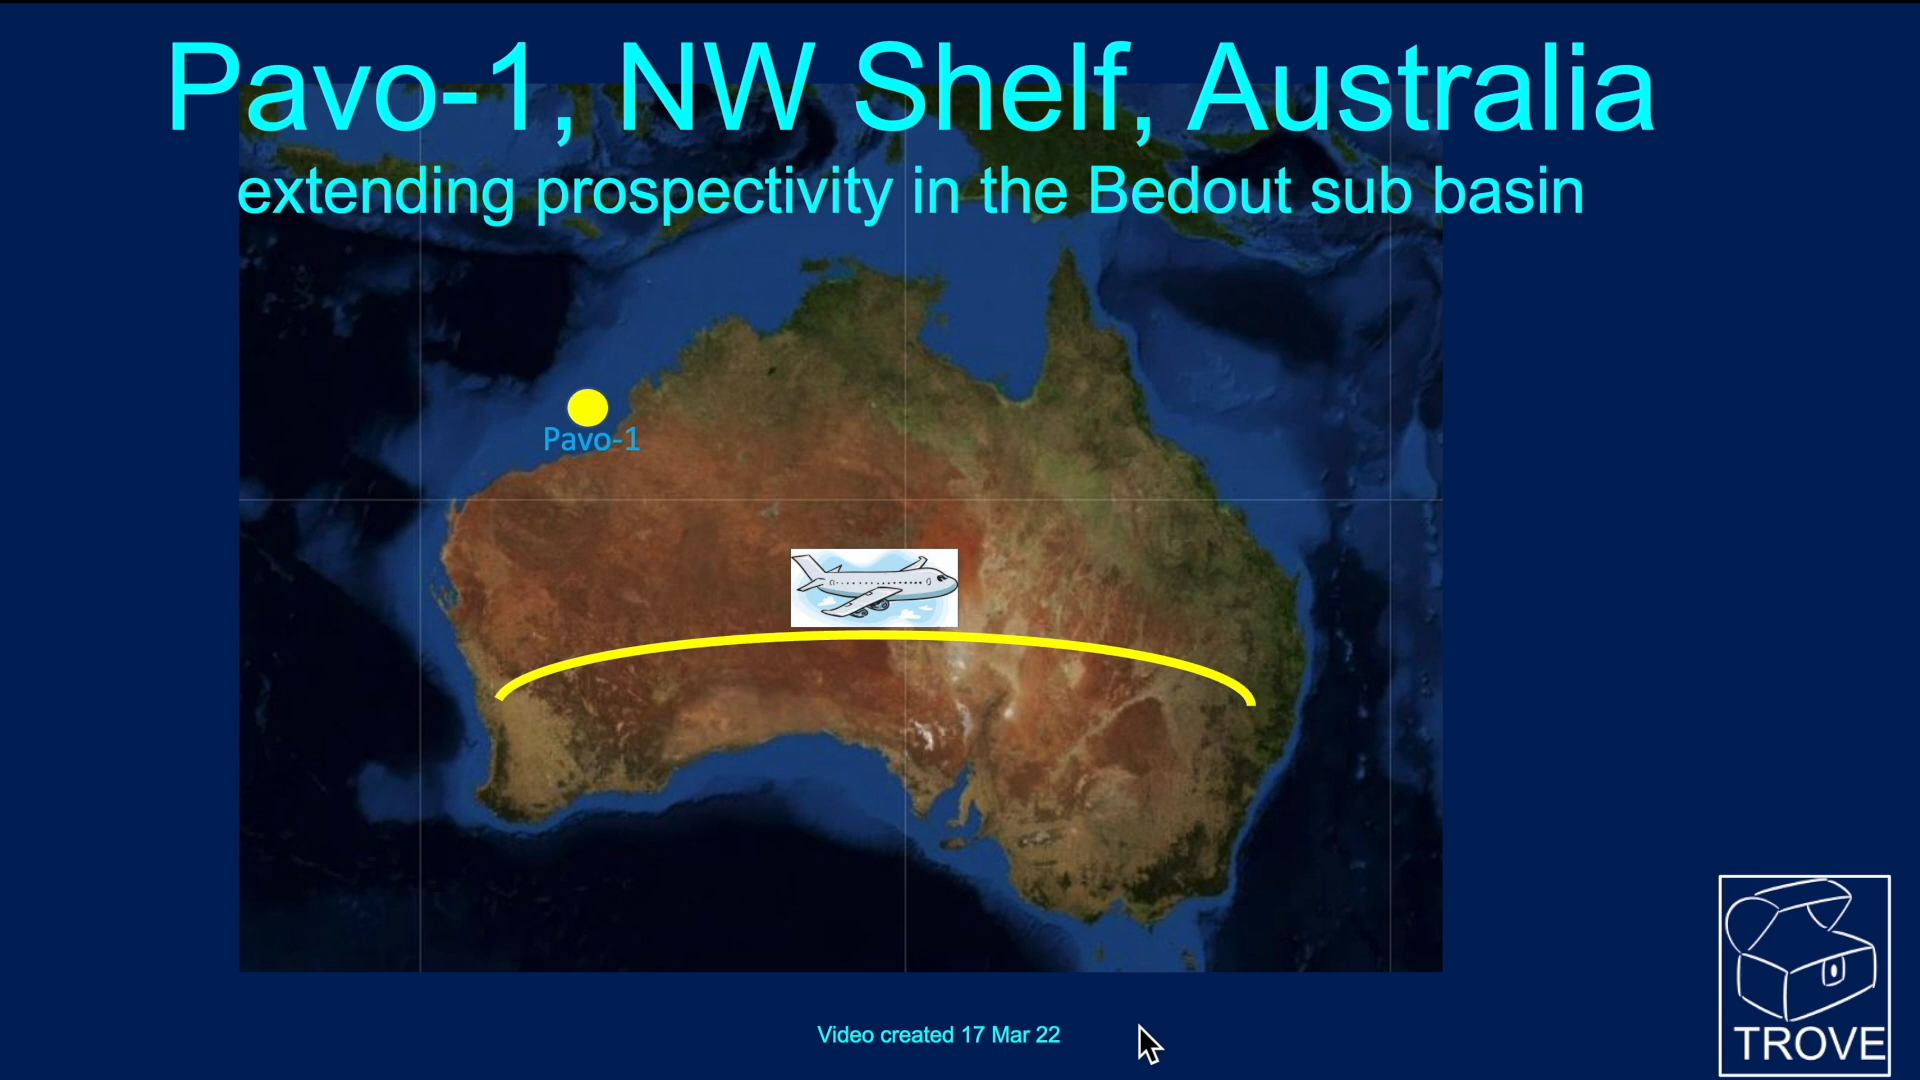 Pavo-1, NW Shelf, Australia
extending prospectivity in the Bedout sub basin
Pavo-1
Video created 17 Mar 22
TROVE